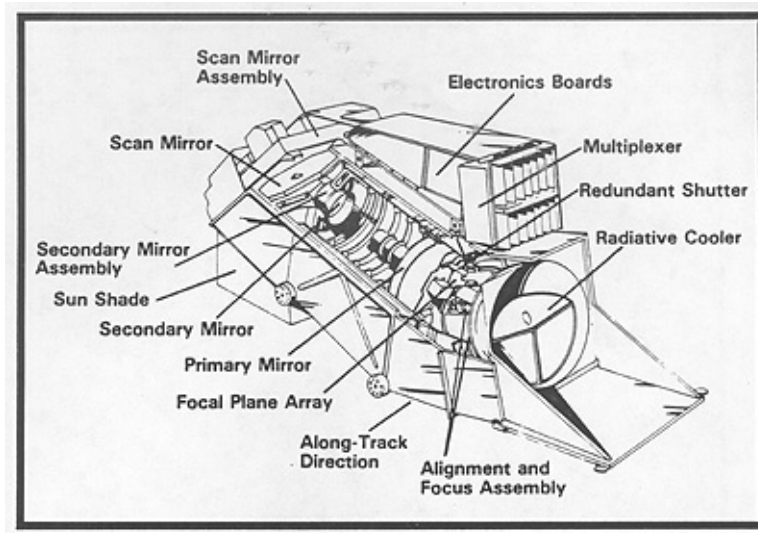 Scan Mirror
Assembly
Electronics Boards
Scan Mirror
Multiplexer
Redundant Shutter
Radiative Cooler
Secondary Mirror
Assembly
Sun Shade
Secondary Mirror
Primary Mirror
Focal Plane Array
Along-Track
Direction
Alignment and
Focus Assembly